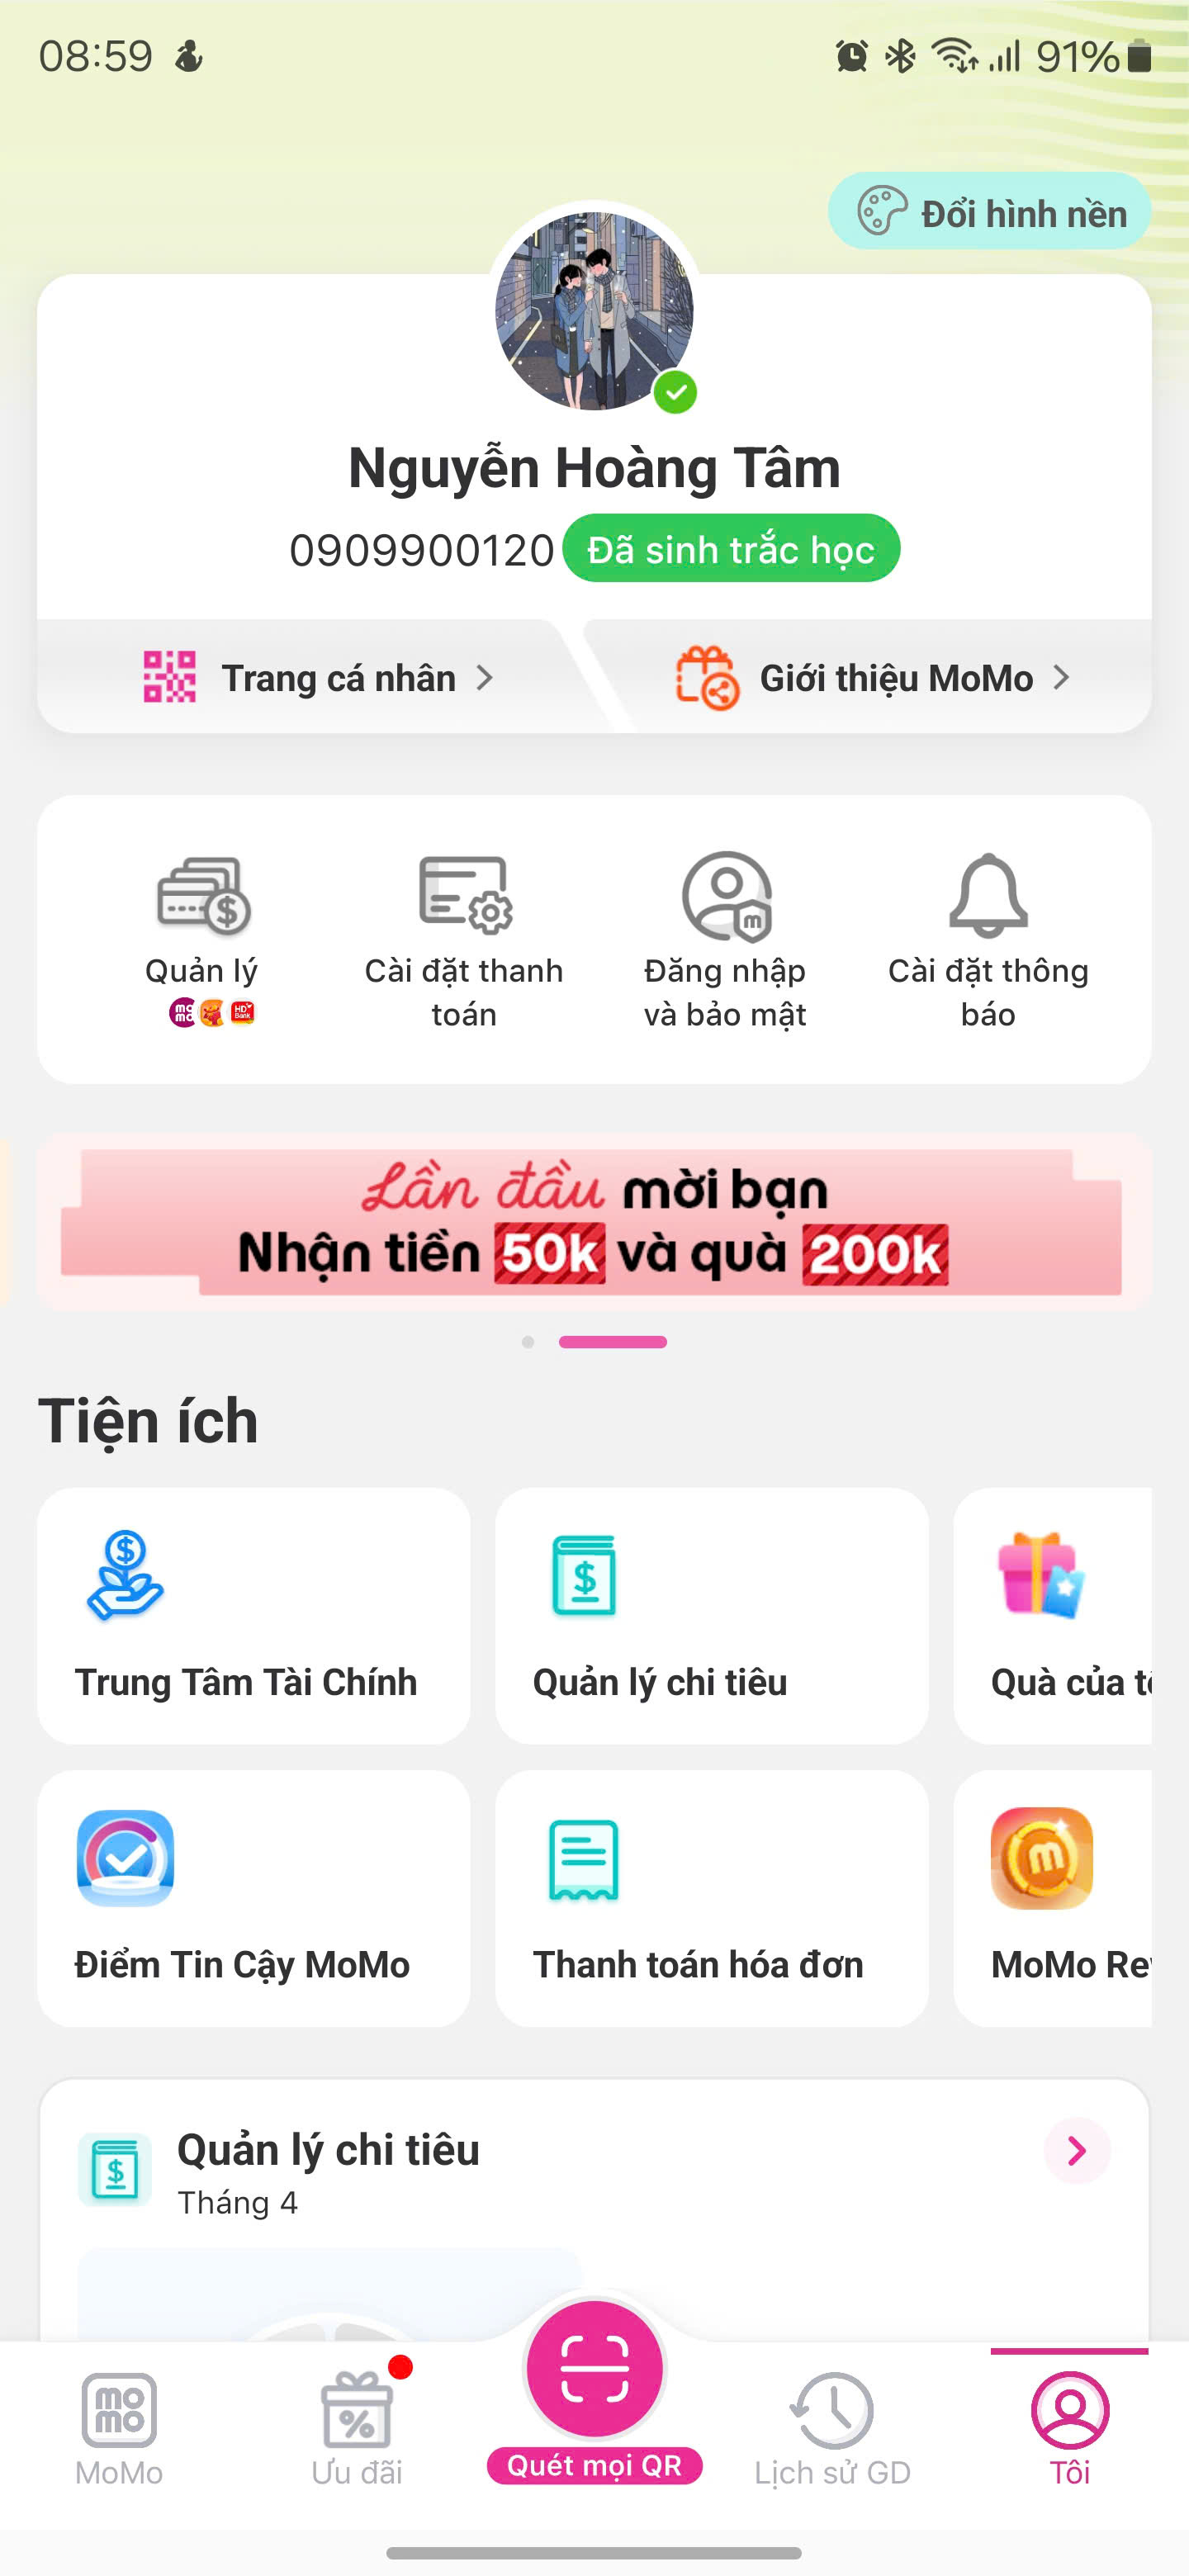 08:59
91%
Đổi hình nền
Nguyễn Hoàng Tâm
0909900120 Đã sinh trắc học
Trang cá nhân
Giới thiệu MoMo
Quản lý
Cài đặt thanh
toán
Đăng nhập
và bảo mật
Cài đặt thông
báo
Lần đầu mời bạn
Nhận tiền 50k và quà 200k
Tiện ích
Trung Tâm Tài Chính
Quản lý chi tiêu
Quà của
Điểm Tin Cậy MoMo
Thanh toán hóa đơn
MoMo
Quản lý chi tiêu
Tháng 4
MoMo
Ưu đãi
Quét mọi QR
Lịch sử GD
Tôi